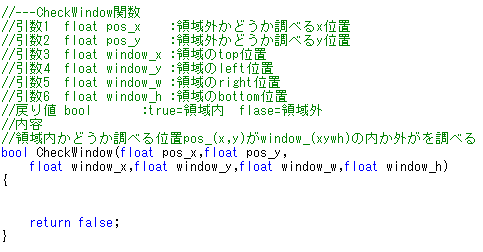 //---CheckWindow関数
//引数1  float pos_x    :領域外かどうか調べるx位置
//引数2  float pos_y    :領域外かどうか調べるy位置
//引数3  float window_x :領域のtop位置
//引数4  float window_y :領域のleft位置
//引数5  float window_w :領域のright位置
//引数6  float window_h :領域のbottom位置
//戻り値 bool      :true=領域内  flase=領域外
//内容
//領域内かどうか調べる位置pos_(x,y)がwindow_(xywh)の内か外がを調べる
bool CheckWindow(float pos_x,float pos_y,
    float window_x,float window_y,float window_w,float window_h)
{
    return false;
}